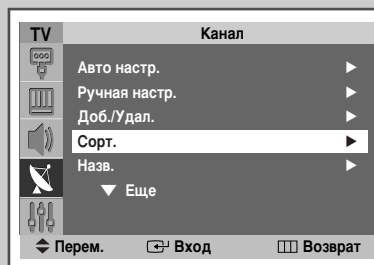 TV Канал
Авто настр.
Ручная настр.
Доб./Удал.
Сорт.
Назв.
Еще
Перем. Вход Возврат